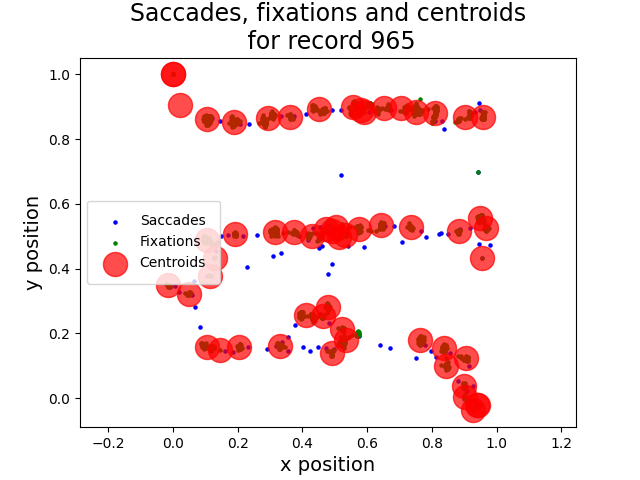 Saccades, fixations and centroids
for record 965
1.0
0.8
0.6
0.4
0.2
0.0
y position
Saccades
Fixations
Centroids
−0.2
0.0
0.2
0.4
0.6
0.8
1.0
1.2
x position